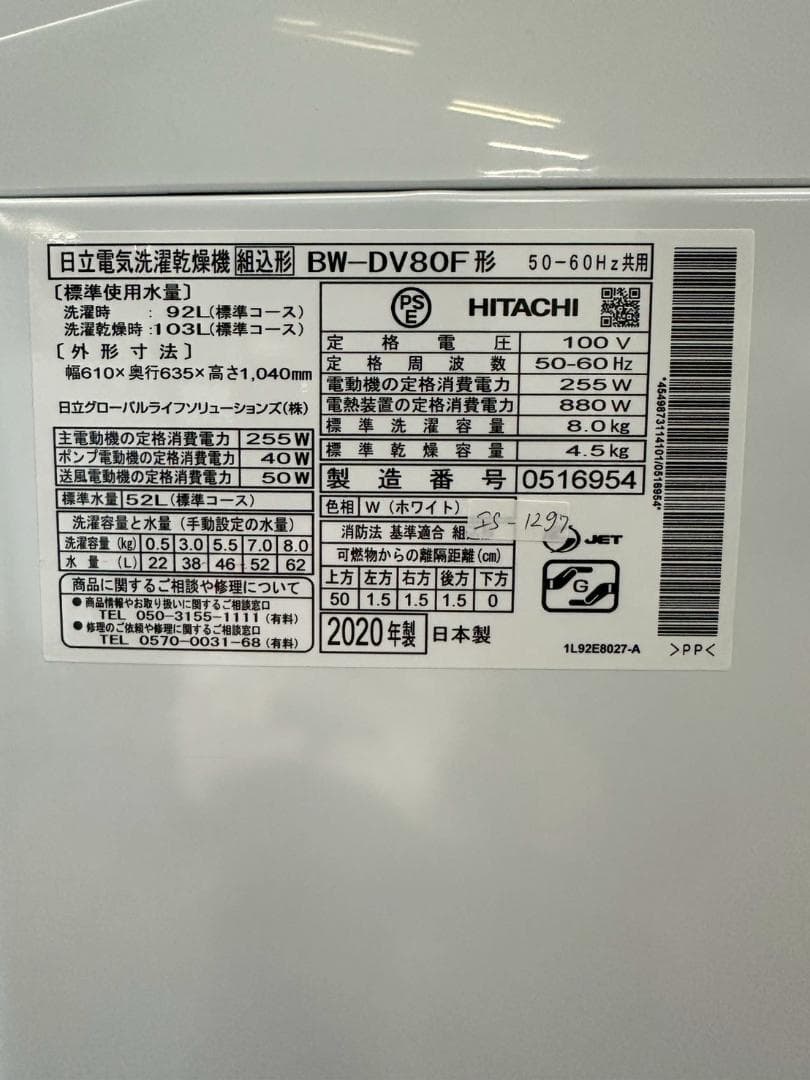 日立電気洗濯乾燥機 組込形 BW-DV80F形 50-60Hz共用
〔標準使用水量〕
洗濯時 : 92L(標準コース)
洗濯乾燥時:103L(標準コース)
〔外形寸法〕
幅610×奥行635×高さ1,040mm
日立グローバルライフソリューションズ(株)
主電動機の定格消費電力 255W
ポンプ電動機の定格消費電力 40W
送風電動機の定格消費電力 50W
標準水量 52L(標準コース)
洗濯容量と水量(手動設定の水量)
洗濯容量(kg) 0.5 3.0 5.5 7.0 8.0
水量(L) 22 38 46 52 62
商品に関するご相談や修理について
●商品情報やお取り扱いに関するご相談窓口
TEL 050-3155-1111(有料)
●修理のご依頼や修理に関するご相談窓口
TEL 0570-0031-68(有料)
PSE HITACHI
定格電圧 100V
定格周波数 50-60Hz
電動機の定格消費電力 255W
電熱装置の定格消費電力 880W
標準洗濯容量 8.0kg
標準乾燥容量 4.5kg
製造番号 0516954
色相 W(ホワイト)
IS-1297
消防法 基準適合 組
JET
可燃物からの離隔距離(cm)
上方 左方 右方 後方 下方
50 1.5 1.5 1.5 0
G
2020年製 日本製
1L92E8027-A
>PP<
*4549873114101/0516954*